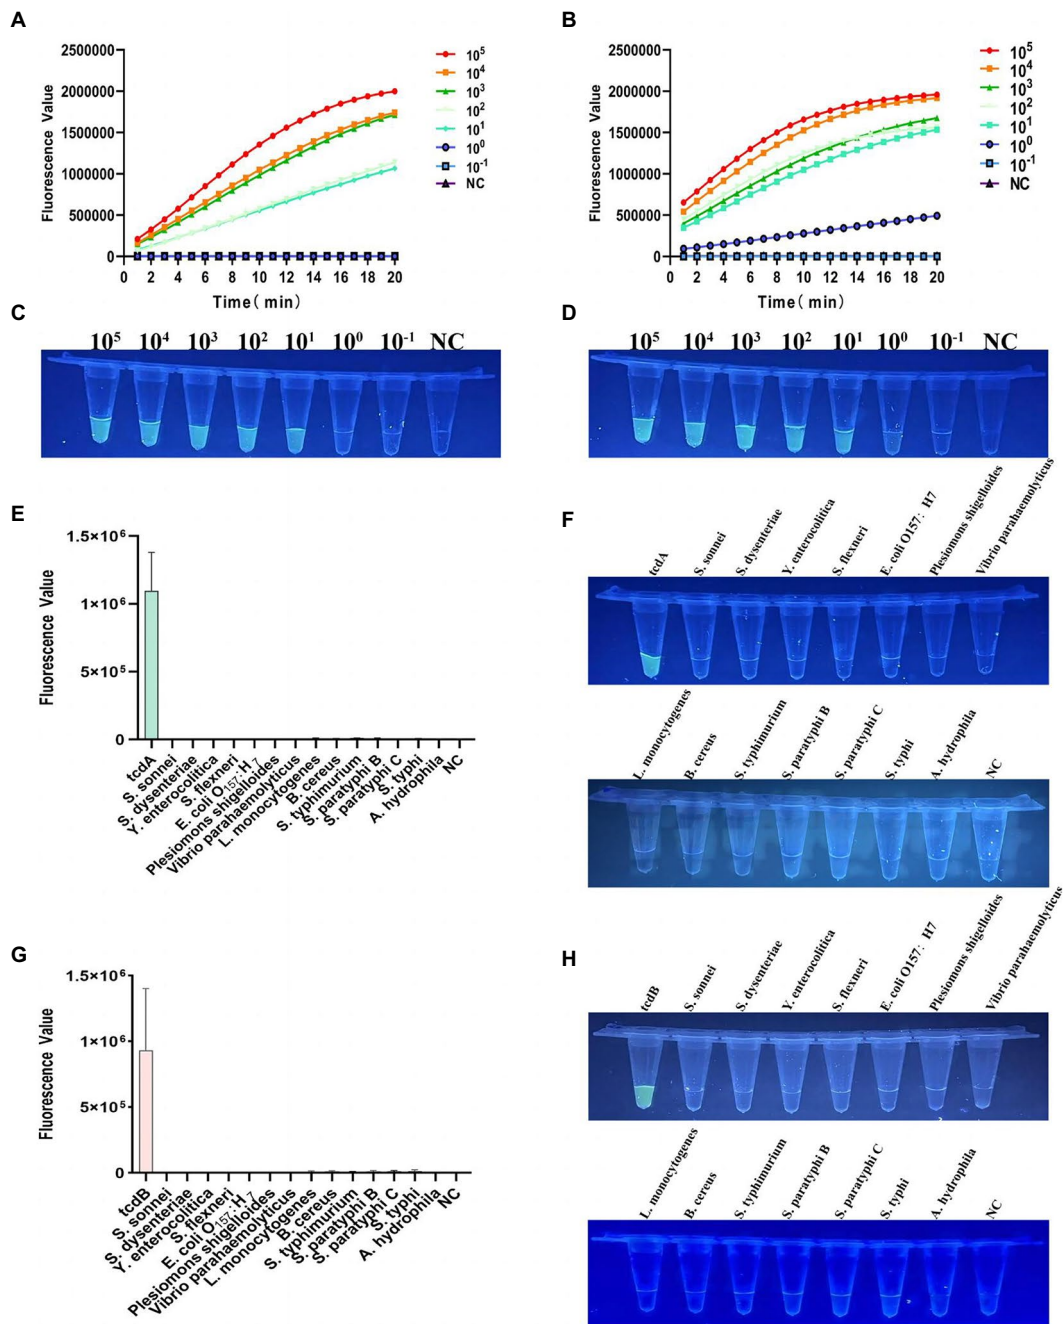 A
Fluorescence Value
2500000
2000000
1500000
1000000
500000
0
0 2 4 6 8 10 12 14 16 18 20
Time( min)
10⁵
10⁴
10³
10²
10¹
10⁰
10⁻¹
NC
B
Fluorescence Value
2500000
2000000
1500000
1000000
500000
0
0 2 4 6 8 10 12 14 16 18 20
Time( min)
10⁵
10⁴
10³
10²
10¹
10⁰
10⁻¹
NC
C
10⁵ 10⁴ 10³ 10² 10¹ 10⁰ 10⁻¹ NC
D
10⁵ 10⁴ 10³ 10² 10¹ 10⁰ 10⁻¹ NC
E
Fluorescence Value
1.5×10⁶
1×10⁶
5×10⁵
0
tcdA
S. sonnei
S. dysenteriae
Y. enterocolitica
S. flexneri
E. coli O₁₅₇:H₇
Plesiomons shigelloides
Vibrio parahaemolyticus
L. monocytogenes
B. cereus
S. typhimurium
S. paratyphi B
S. paratyphi C
S. typhi
A. hydrophila
NC
F
tcdA
S. sonnei
S. dysenteriae
Y. enterocolitica
S. flexneri
E. coli O157: H7
Plesiomons shigelloides
Vibrio parahaemolyticus
L. monocytogenes
B. cereus
S. typhimurium
S. paratyphi B
S. paratyphi C
S. typhi
A. hydrophila
NC
G
Fluorescence Value
1.5×10⁶
1×10⁶
5×10⁵
0
tcdB
S. sonnei
S. dysenteriae
Y. enterocolitica
S. flexneri
E. coli O₁₅₇:H₇
Plesiomons shigelloides
Vibrio parahaemolyticus
L. monocytogenes
B. cereus
S. typhimurium
S. paratyphi B
S. paratyphi C
S. typhi
A. hydrophila
NC
H
tcdB
S. sonnei
S. dysenteriae
Y. enterocolitica
S. flexneri
E. coli O157: H7
Plesiomons shigelloides
Vibrio parahaemolyticus
L. monocytogenes
B. cereus
S. typhimurium
S. paratyphi B
S. paratyphi C
S. typhi
A. hydrophila
NC